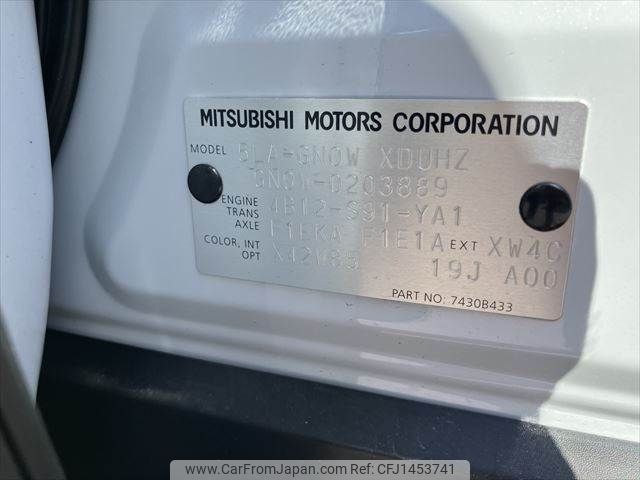 MITSUBISHI MOTORS CORPORATION
MODEL 5LA-GN0W XDUHZ
GN0W-0203889
ENGINE 4B12-S91-YA1
TRANS
AXLE F1EKA F1E1A EXT XW4C
COLOR, INT
OPT 19J A00
PART NO: 7430B433
www.CarFromJapan.com | Ref No. CFJ1453741